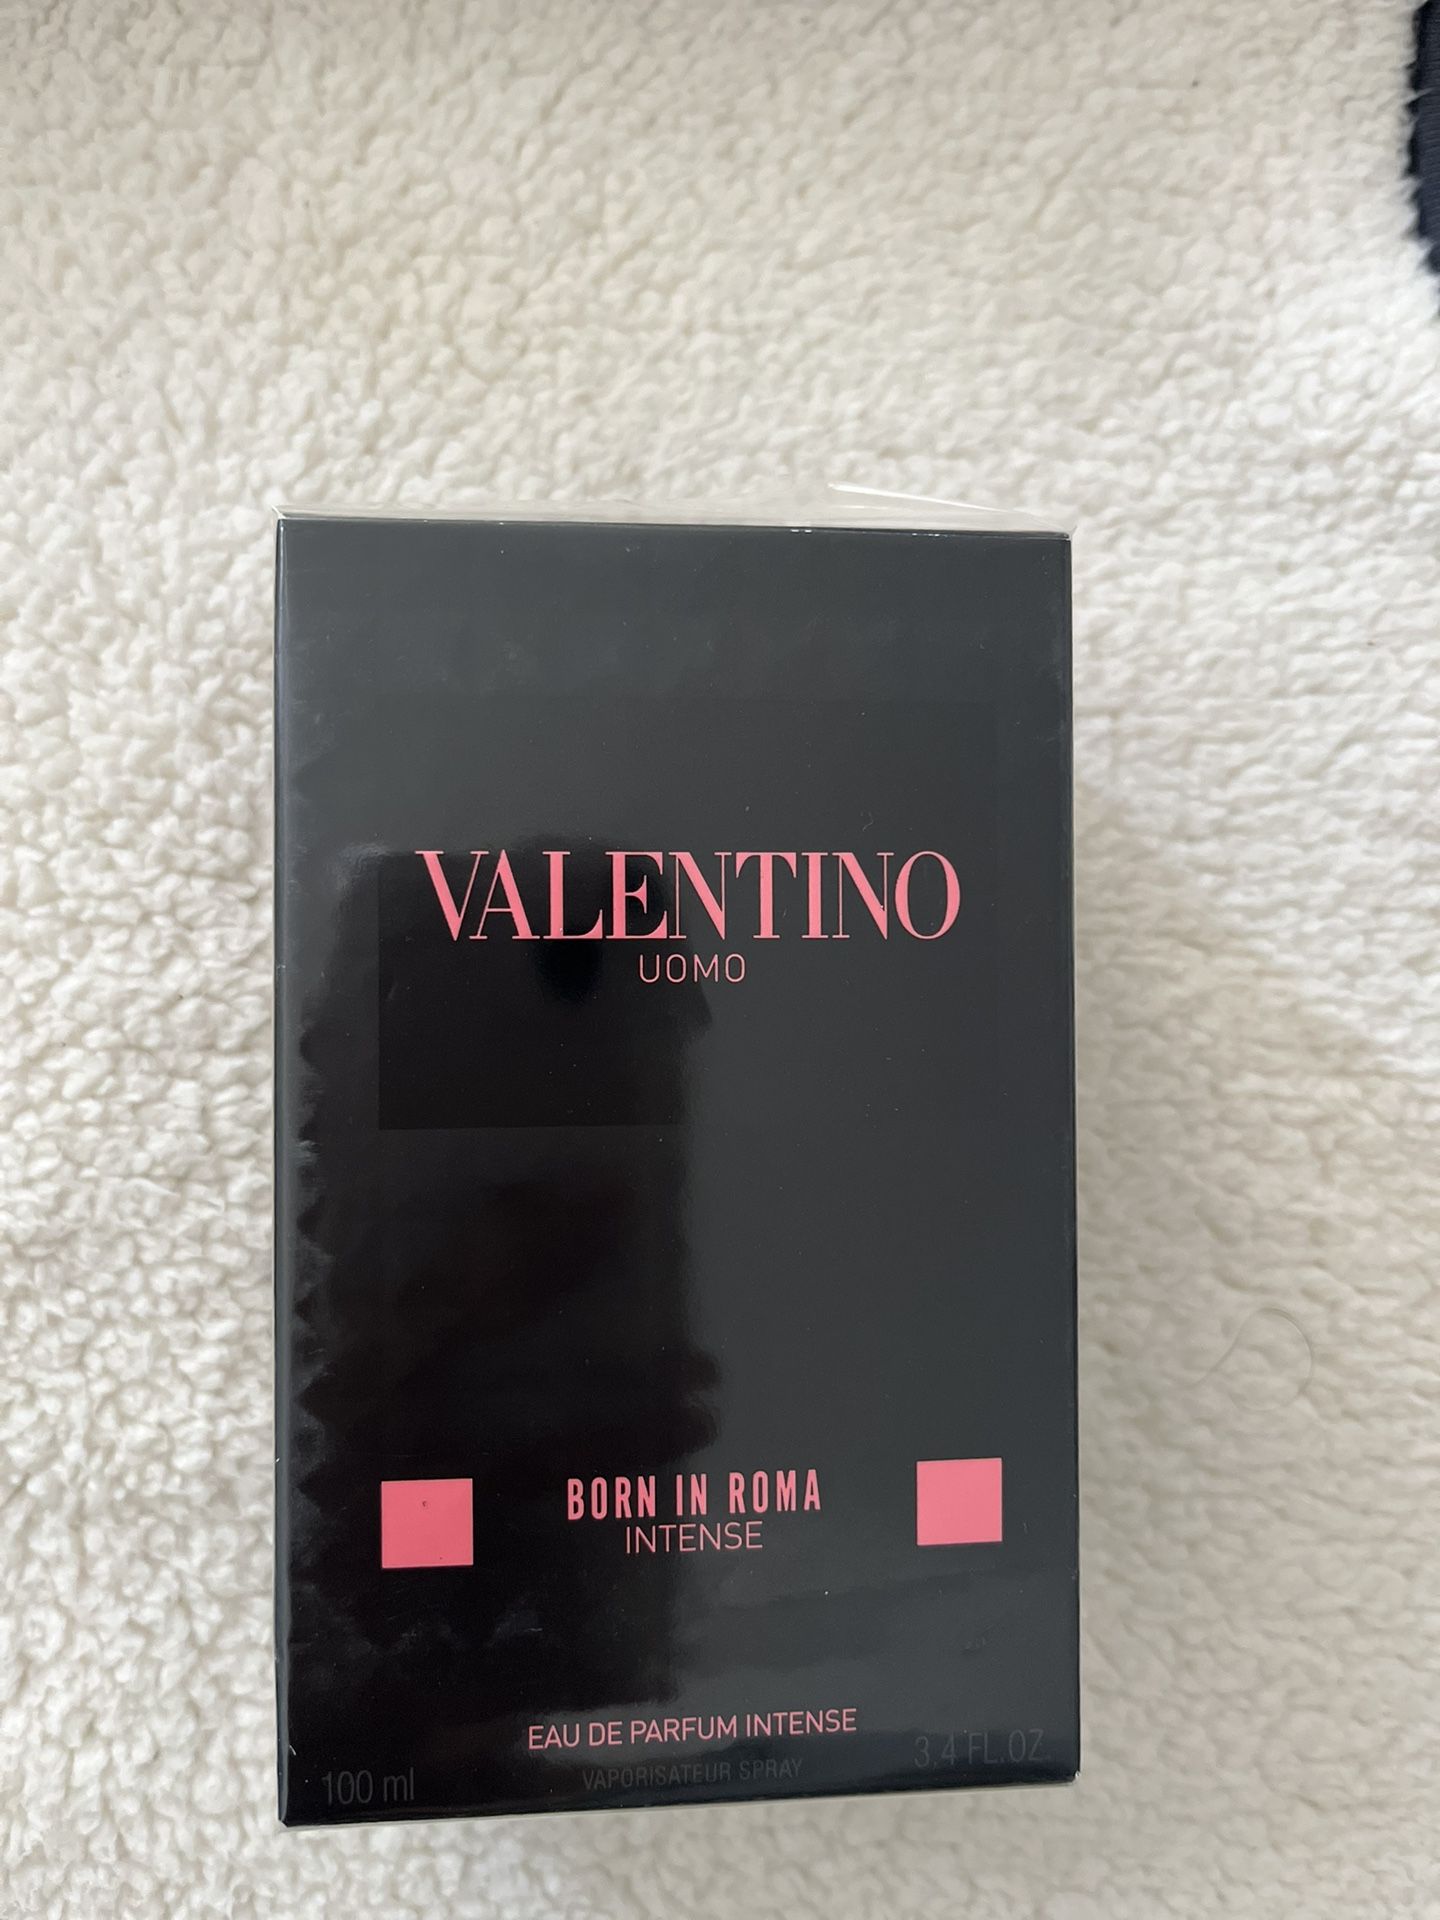 VALENTINO
UOMO
BORN IN ROMA
INTENSE
EAU DE PARFUM INTENSE
100 ml VAPORISATEUR SPRAY 3,4 FL.OZ.